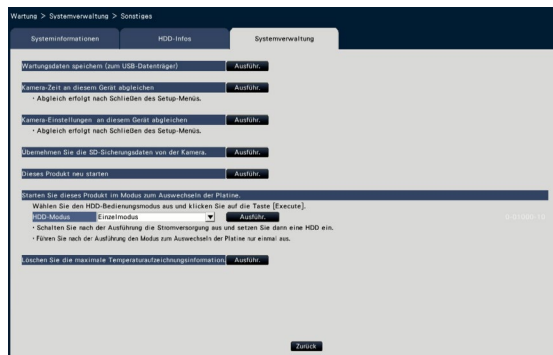 Wartung > Systemverwaltung > Sonstiges
Systeminformationen HDD-Infos Systemverwaltung
Wartungsdaten speichern (zum USB-Datenträger) Ausführ.
Kamera-Zeit an diesem Gerät abgleichen Ausführ.
・Abgleich erfolgt nach Schließen des Setup-Menüs.
Kamera-Einstellungen an diesem Gerät abgleichen Ausführ.
・Abgleich erfolgt nach Schließen des Setup-Menüs.
Übernehmen Sie die SD-Sicherungsdaten von der Kamera. Ausführ.
Dieses Produkt neu starten Ausführ.
Starten Sie dieses Produkt im Modus zum Auswechseln der Platine.
Wählen Sie den HDD-Bedienungsmodus aus und klicken Sie auf die Taste [Execute].
HDD-Modus Einzelmodus Ausführ.
・Schalten Sie nach der Ausführung die Stromversorgung aus und setzen Sie dann eine HDD ein.
・Führen Sie nach der Ausführung den Modus zum Auswechseln der Platine nur einmal aus.
Löschen Sie die maximale Temperaturaufzeichnungsinformation. Ausführ.
Zurück